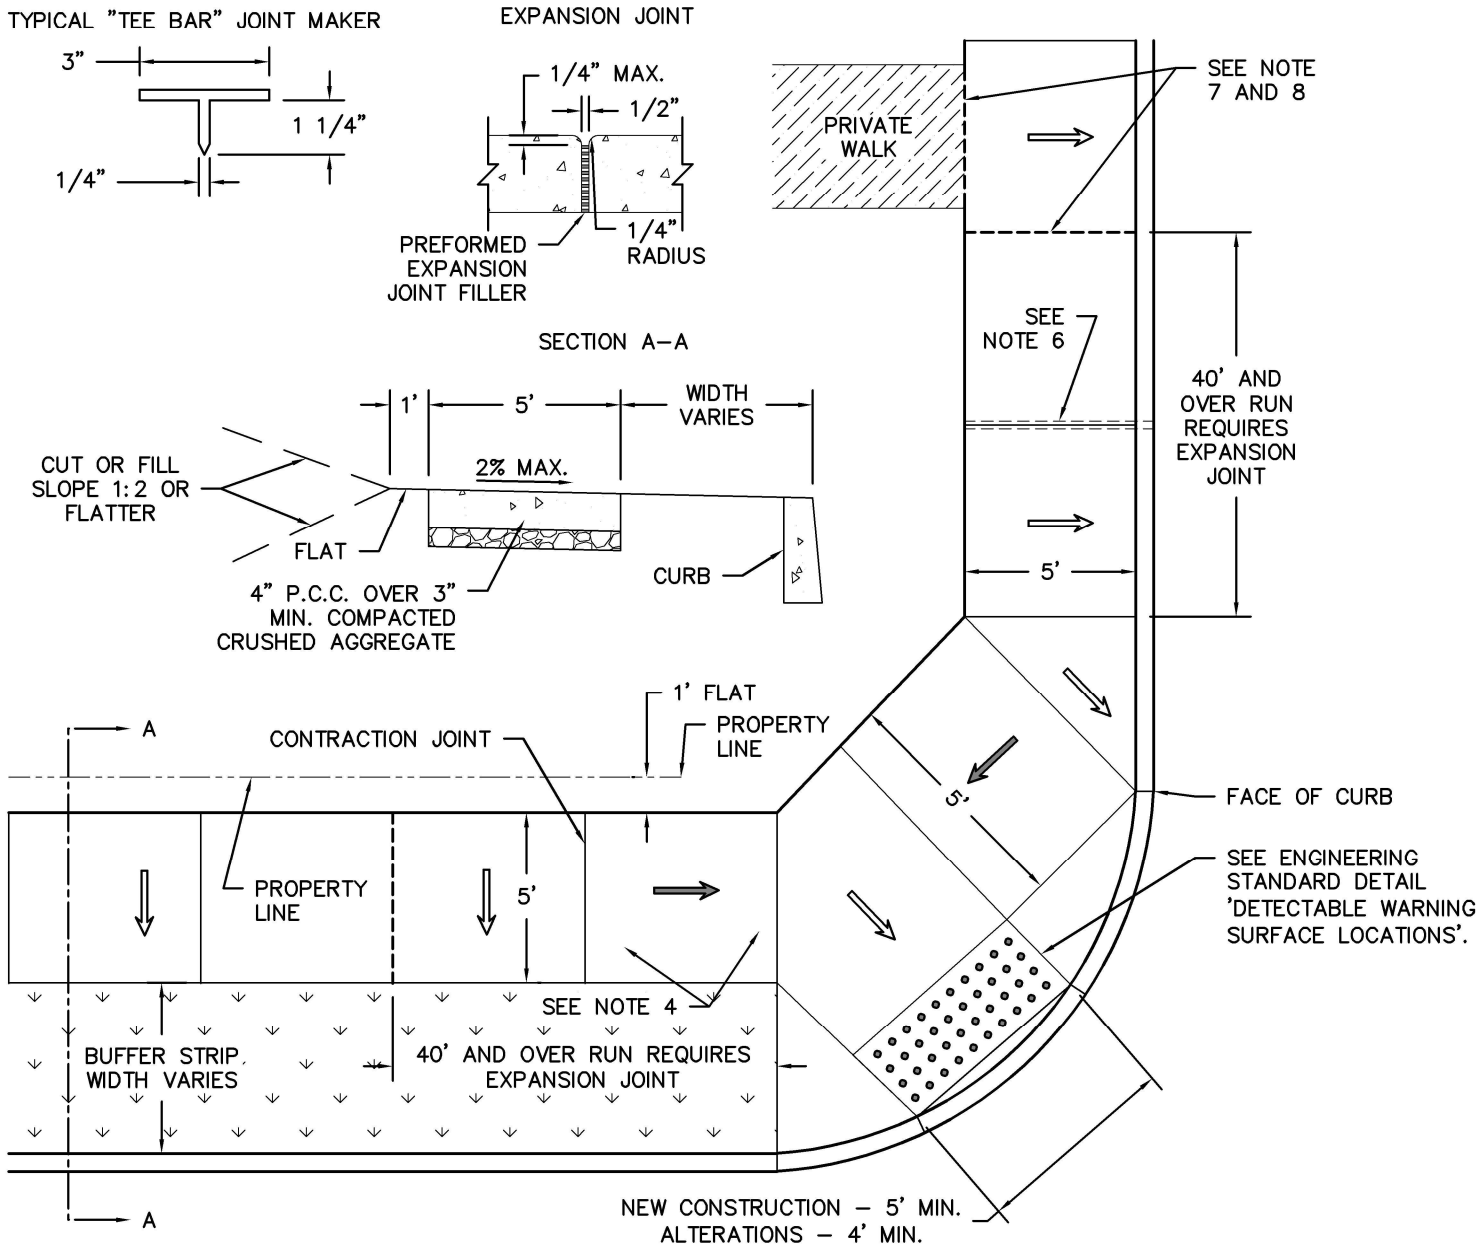 TYPICAL "TEE BAR" JOINT MAKER
3"
1 1/4"
1/4"
EXPANSION JOINT
1/4" MAX.
1/2"
1/4"
RADIUS
PREFORMED
EXPANSION
JOINT FILLER
SEE NOTE
7 AND 8
PRIVATE
WALK
SEE
NOTE 6
40' AND
OVER RUN
REQUIRES
EXPANSION
JOINT
5'
SECTION A-A
1'
5'
WIDTH
VARIES
2% MAX.
CUT OR FILL
SLOPE 1:2 OR
FLATTER
FLAT
CURB
4" P.C.C. OVER 3"
MIN. COMPACTED
CRUSHED AGGREGATE
1' FLAT
PROPERTY
LINE
A
CONTRACTION JOINT
5'
FACE OF CURB
SEE ENGINEERING
STANDARD DETAIL
'DETECTABLE WARNING
SURFACE LOCATIONS'.
PROPERTY
LINE
5'
SEE NOTE 4
BUFFER STRIP
WIDTH VARIES
40' AND OVER RUN REQUIRES
EXPANSION JOINT
A
NEW CONSTRUCTION - 5' MIN.
ALTERATIONS - 4' MIN.